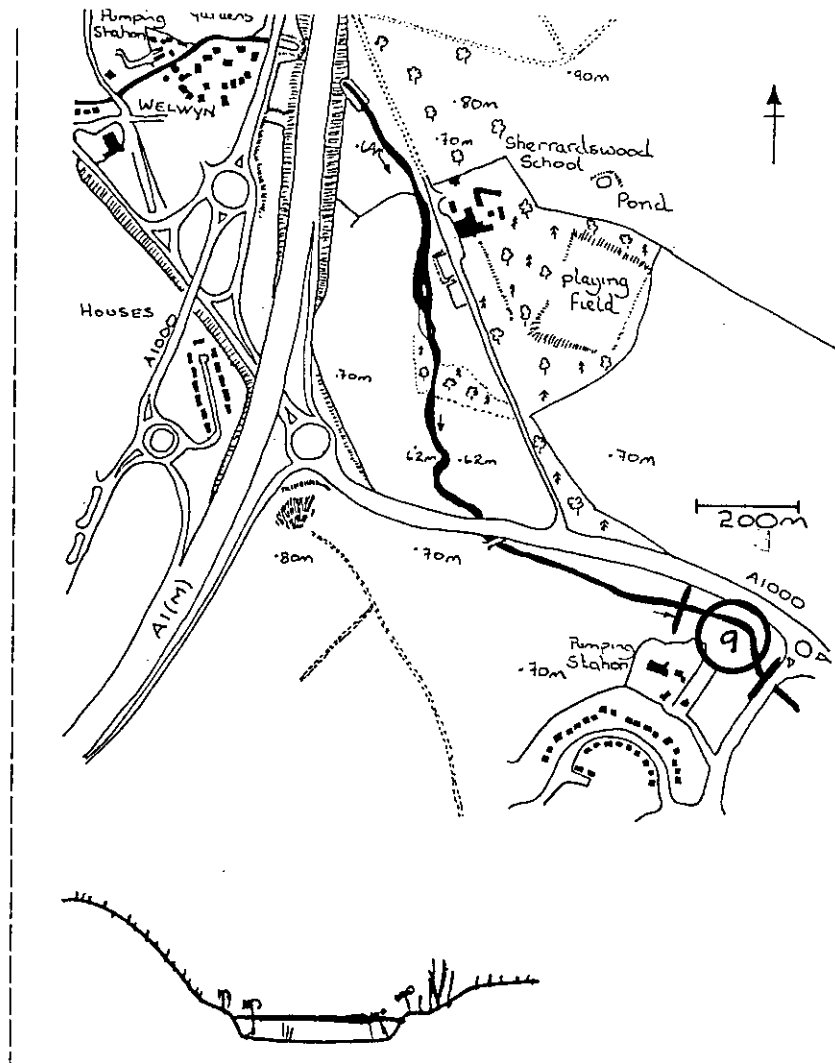 Pumping
Station
Gardens
WELWYN
.90m
.80m
.70m
Sherrardswood
School
Pond
playing
field
HOUSES
A1000
.70m
62m .62m
.70m
200m
.80m
.70m
A1(M)
A1000
9
Pumping
Station
.70m